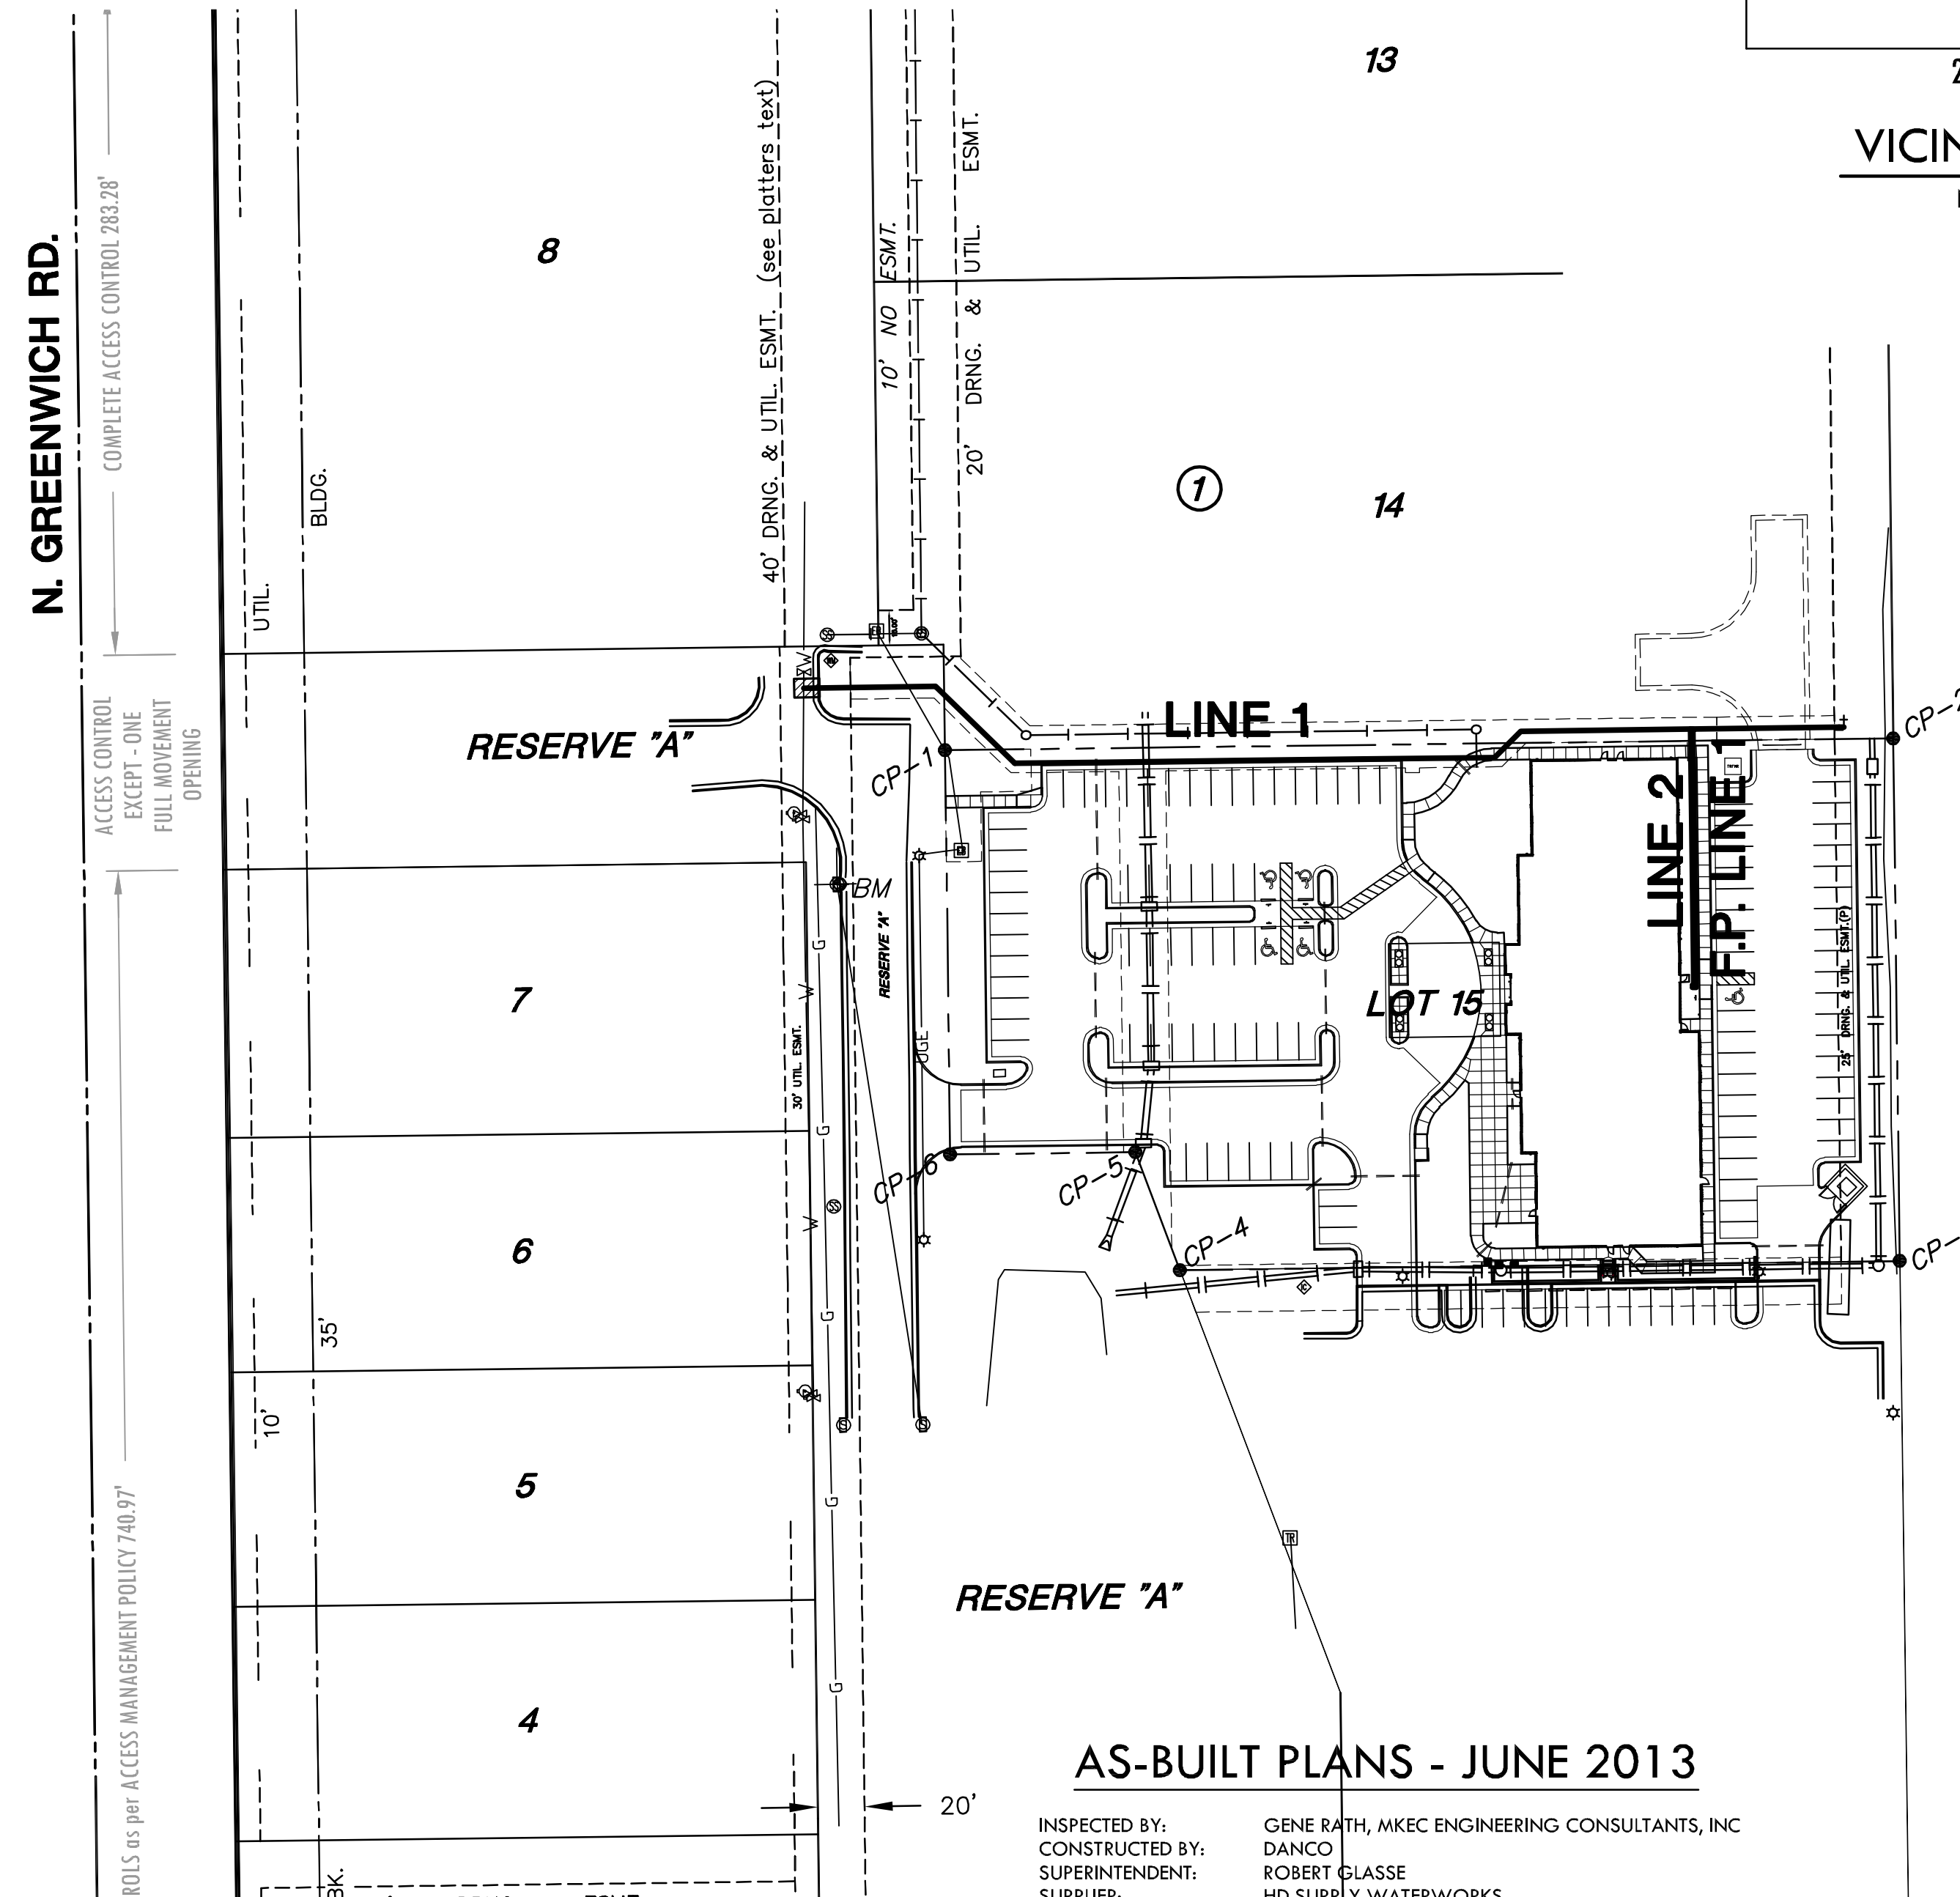 13
VICIN
N. GREENWICH RD.
COMPLETE ACCESS CONTROL 283.28'
8
40' DRNG. & UTIL. ESMT. (see platters text)
10' NO ESMT.
20' DRNG. & UTIL. ESMT.
BLDG.
UTIL.
1
14
W
ACCESS CONTROL
EXCEPT - ONE
FULL MOVEMENT
OPENING
RESERVE "A"
LINE 1
CP-1
LINE 2
F.P. LINE 1
BM
RESERVE "A"
G
W
7
LOT 15
25' DRNG. & UTIL ESMT.(P)
30' UTIL ESMT.
G
CP-6
CP-5
CP-4
W
6
35'
G
10'
5
G
TR
RESERVE "A"
ROLS as per ACCESS MANAGEMENT POLICY 740.97'
G
4
20'
AS-BUILT PLANS - JUNE 2013
INSPECTED BY: GENE RATH, MKEC ENGINEERING CONSULTANTS, INC
CONSTRUCTED BY: DANCO
SUPERINTENDENT: ROBERT GLASSE
BK.